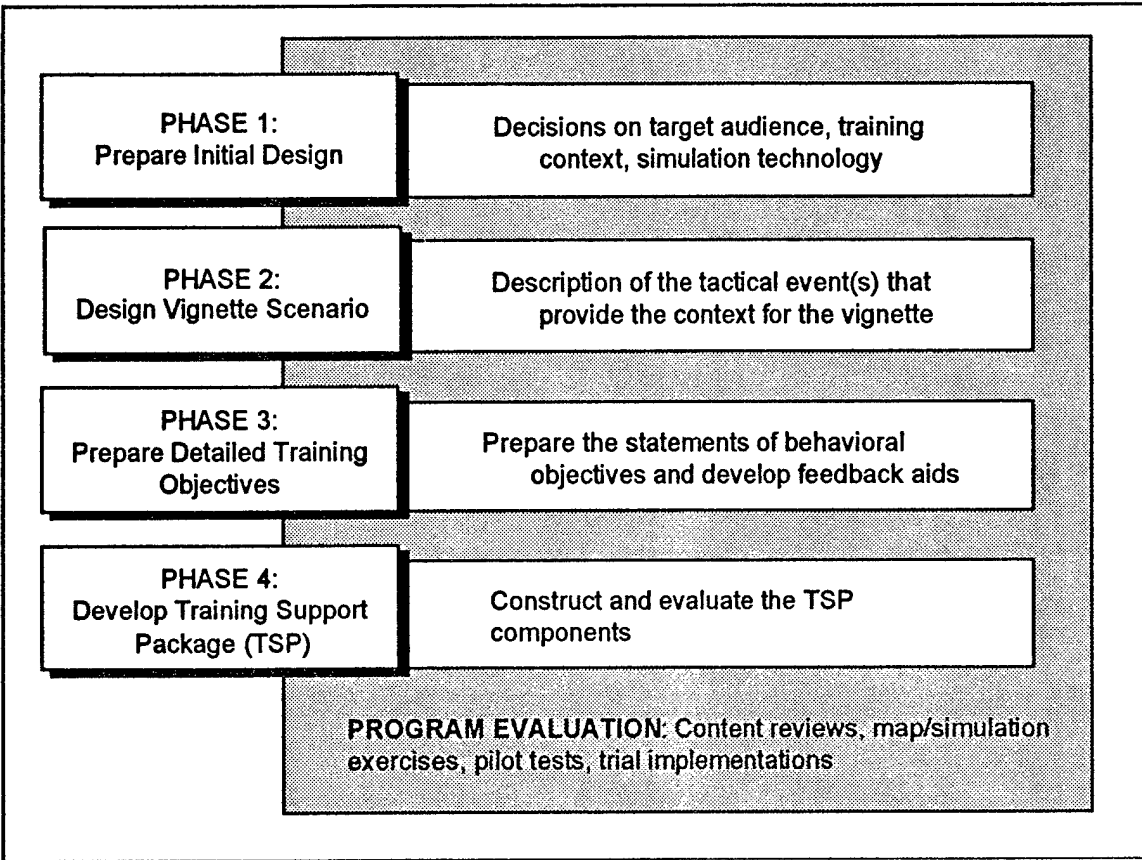 PHASE 1:
Prepare Initial Design
Decisions on target audience, training
context, simulation technology
PHASE 2:
Design Vignette Scenario
Description of the tactical event(s) that
provide the context for the vignette
PHASE 3:
Prepare Detailed Training
Objectives
Prepare the statements of behavioral
objectives and develop feedback aids
PHASE 4:
Develop Training Support
Package (TSP)
Construct and evaluate the TSP
components
PROGRAM EVALUATION: Content reviews, map/simulation
exercises, pilot tests, trial implementations